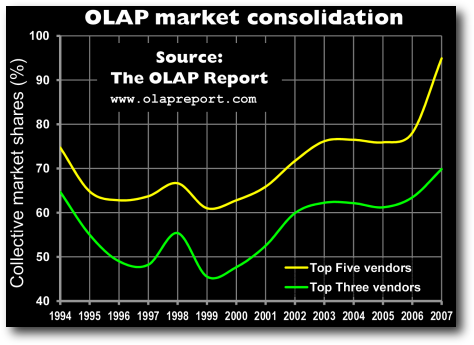 OLAP market consolidation
Source:
The OLAP Report
www.olapreport.com
Collective market shares (%)
100
90
80
70
60
50
40
Top Five vendors
Top Three vendors
1994 1995 1996 1997 1998 1999 2000 2001 2002 2003 2004 2005 2006 2007